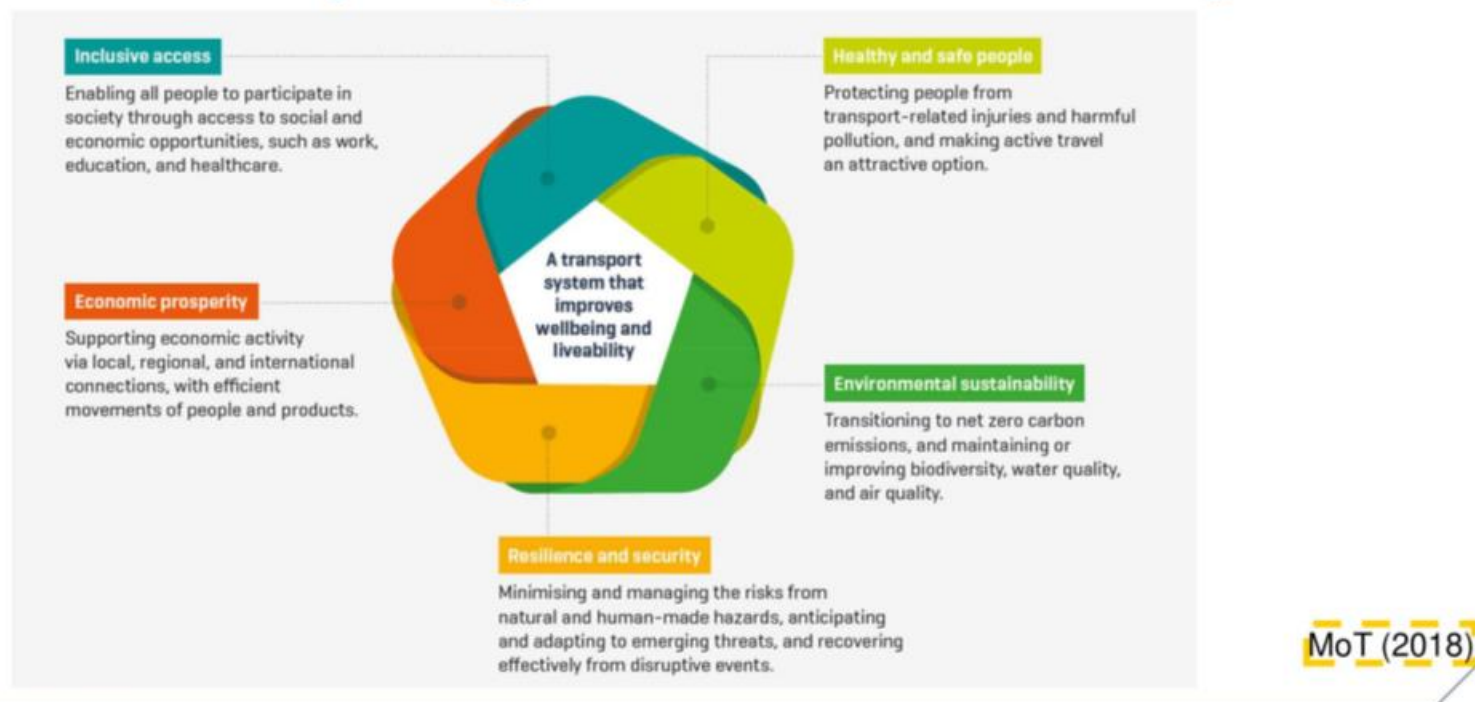 Inclusive access
Enabling all people to participate in
society through access to social and
economic opportunities, such as work,
education, and healthcare.
Healthy and safe people
Protecting people from
transport-related injuries and harmful
pollution, and making active travel
an attractive option.
A transport
system that
improves
wellbeing and
liveability
Economic prosperity
Supporting economic activity
via local, regional, and international
connections, with efficient
movements of people and products.
Environmental sustainability
Transitioning to net zero carbon
emissions, and maintaining or
improving biodiversity, water quality,
and air quality.
Resilience and security
Minimising and managing the risks from
natural and human-made hazards, anticipating
and adapting to emerging threats, and recovering
effectively from disruptive events.
MoT (2018)